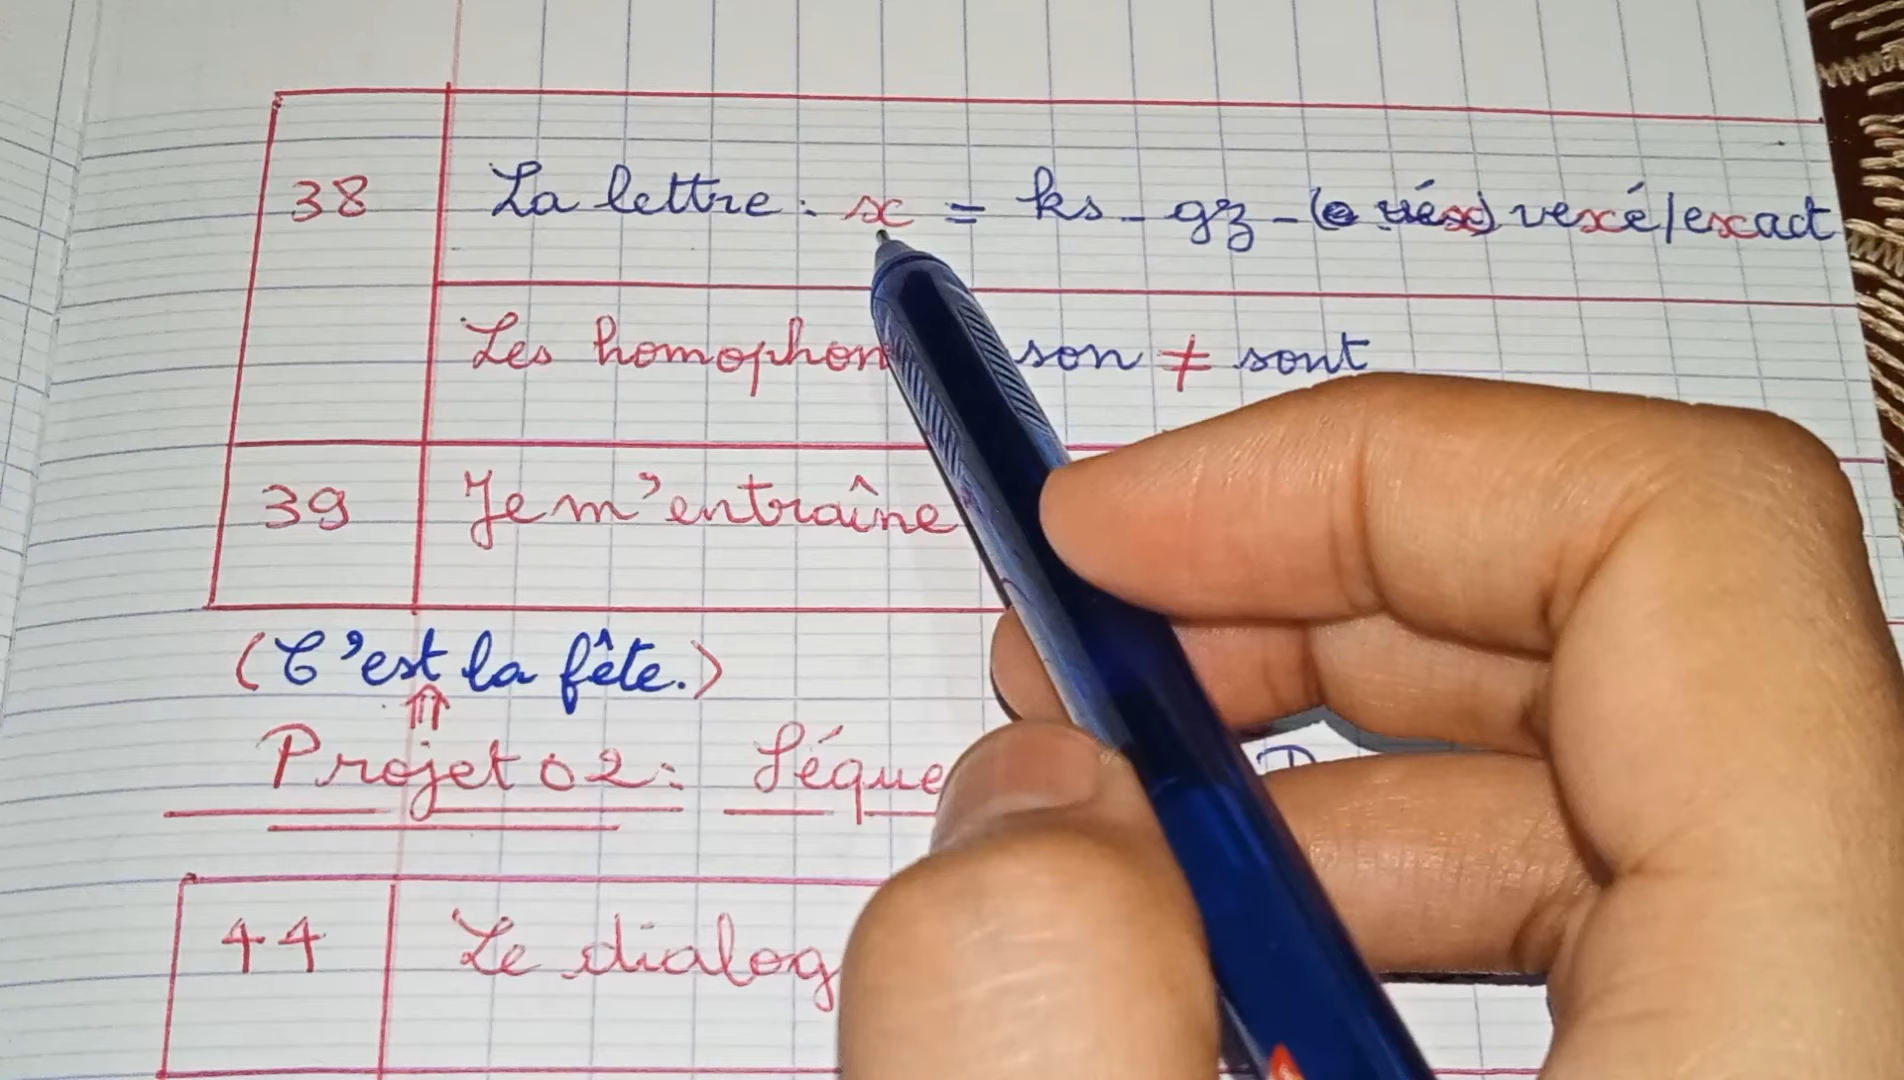 38 La lettre : x = ks - gz - vexé/exact
Les homophon son ≠ sont
39 Je m'entraîne
(C'est la fête.)
⇑
Projet 02 : Séque
44 Le dialog